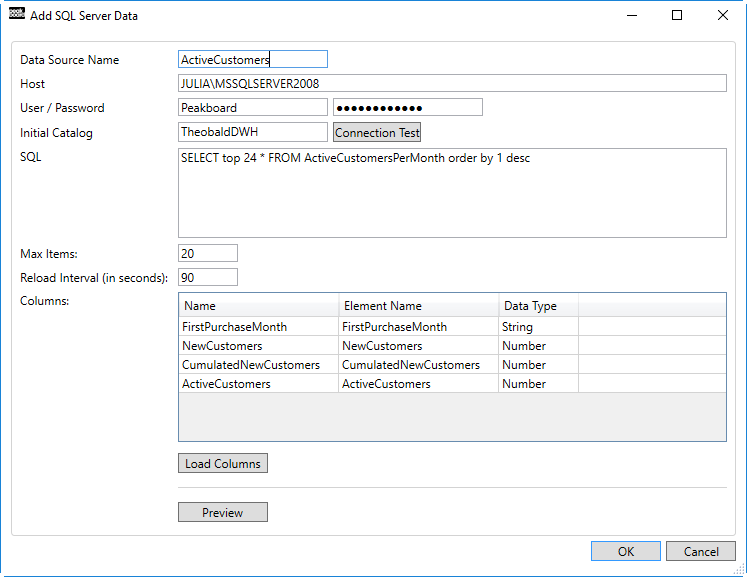 peak
board
Add SQL Server Data
Data Source Name ActiveCustomers
Host JULIA\MSSQLSERVER2008
User / Password Peakboard ●●●●●●●●●●●●
Initial Catalog TheobaldDWH Connection Test
SQL SELECT top 24 * FROM ActiveCustomersPerMonth order by 1 desc
Max Items: 20
Reload Interval (in seconds): 90
Columns:
Name Element Name Data Type
FirstPurchaseMonth FirstPurchaseMonth String
NewCustomers NewCustomers Number
CumulatedNewCustomers CumulatedNewCustomers Number
ActiveCustomers ActiveCustomers Number
Load Columns
Preview
OK Cancel